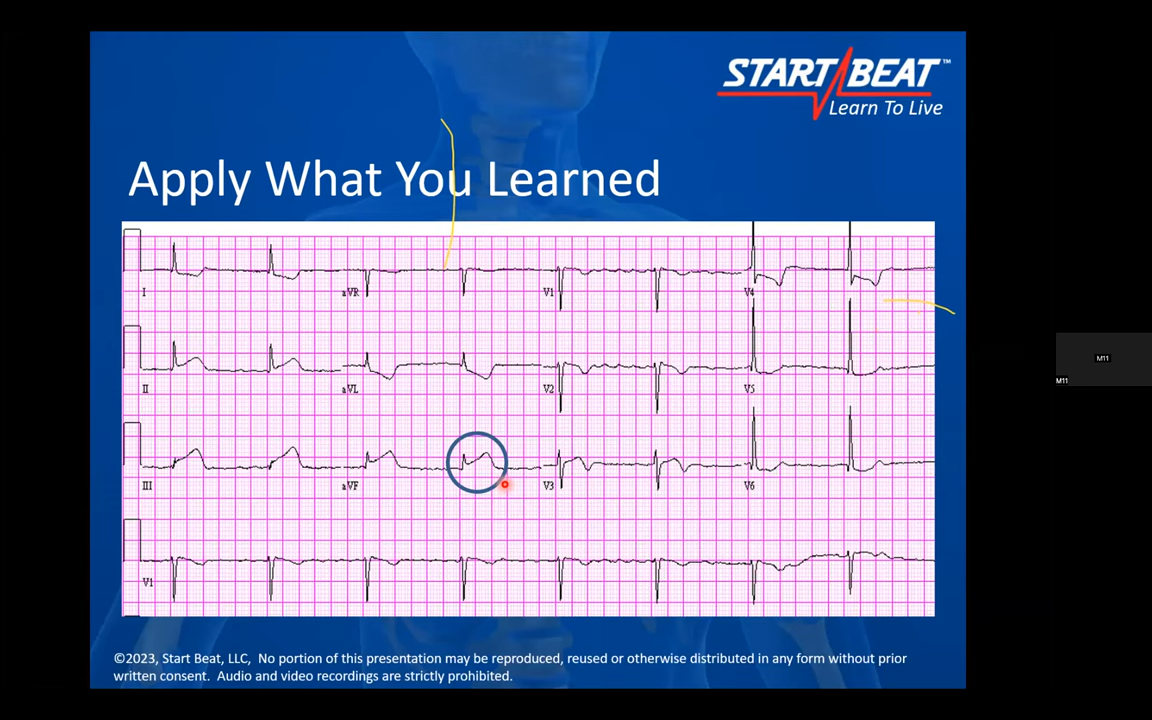 START BEAT™
Learn To Live
Apply What You Learned
I
aVR
V1
V4
II
aVL
V2
V5
III
aVF
V3
V6
V1
M11
M11
©2023, Start Beat, LLC, No portion of this presentation may be reproduced, reused or otherwise distributed in any form without prior
written consent. Audio and video recordings are strictly prohibited.